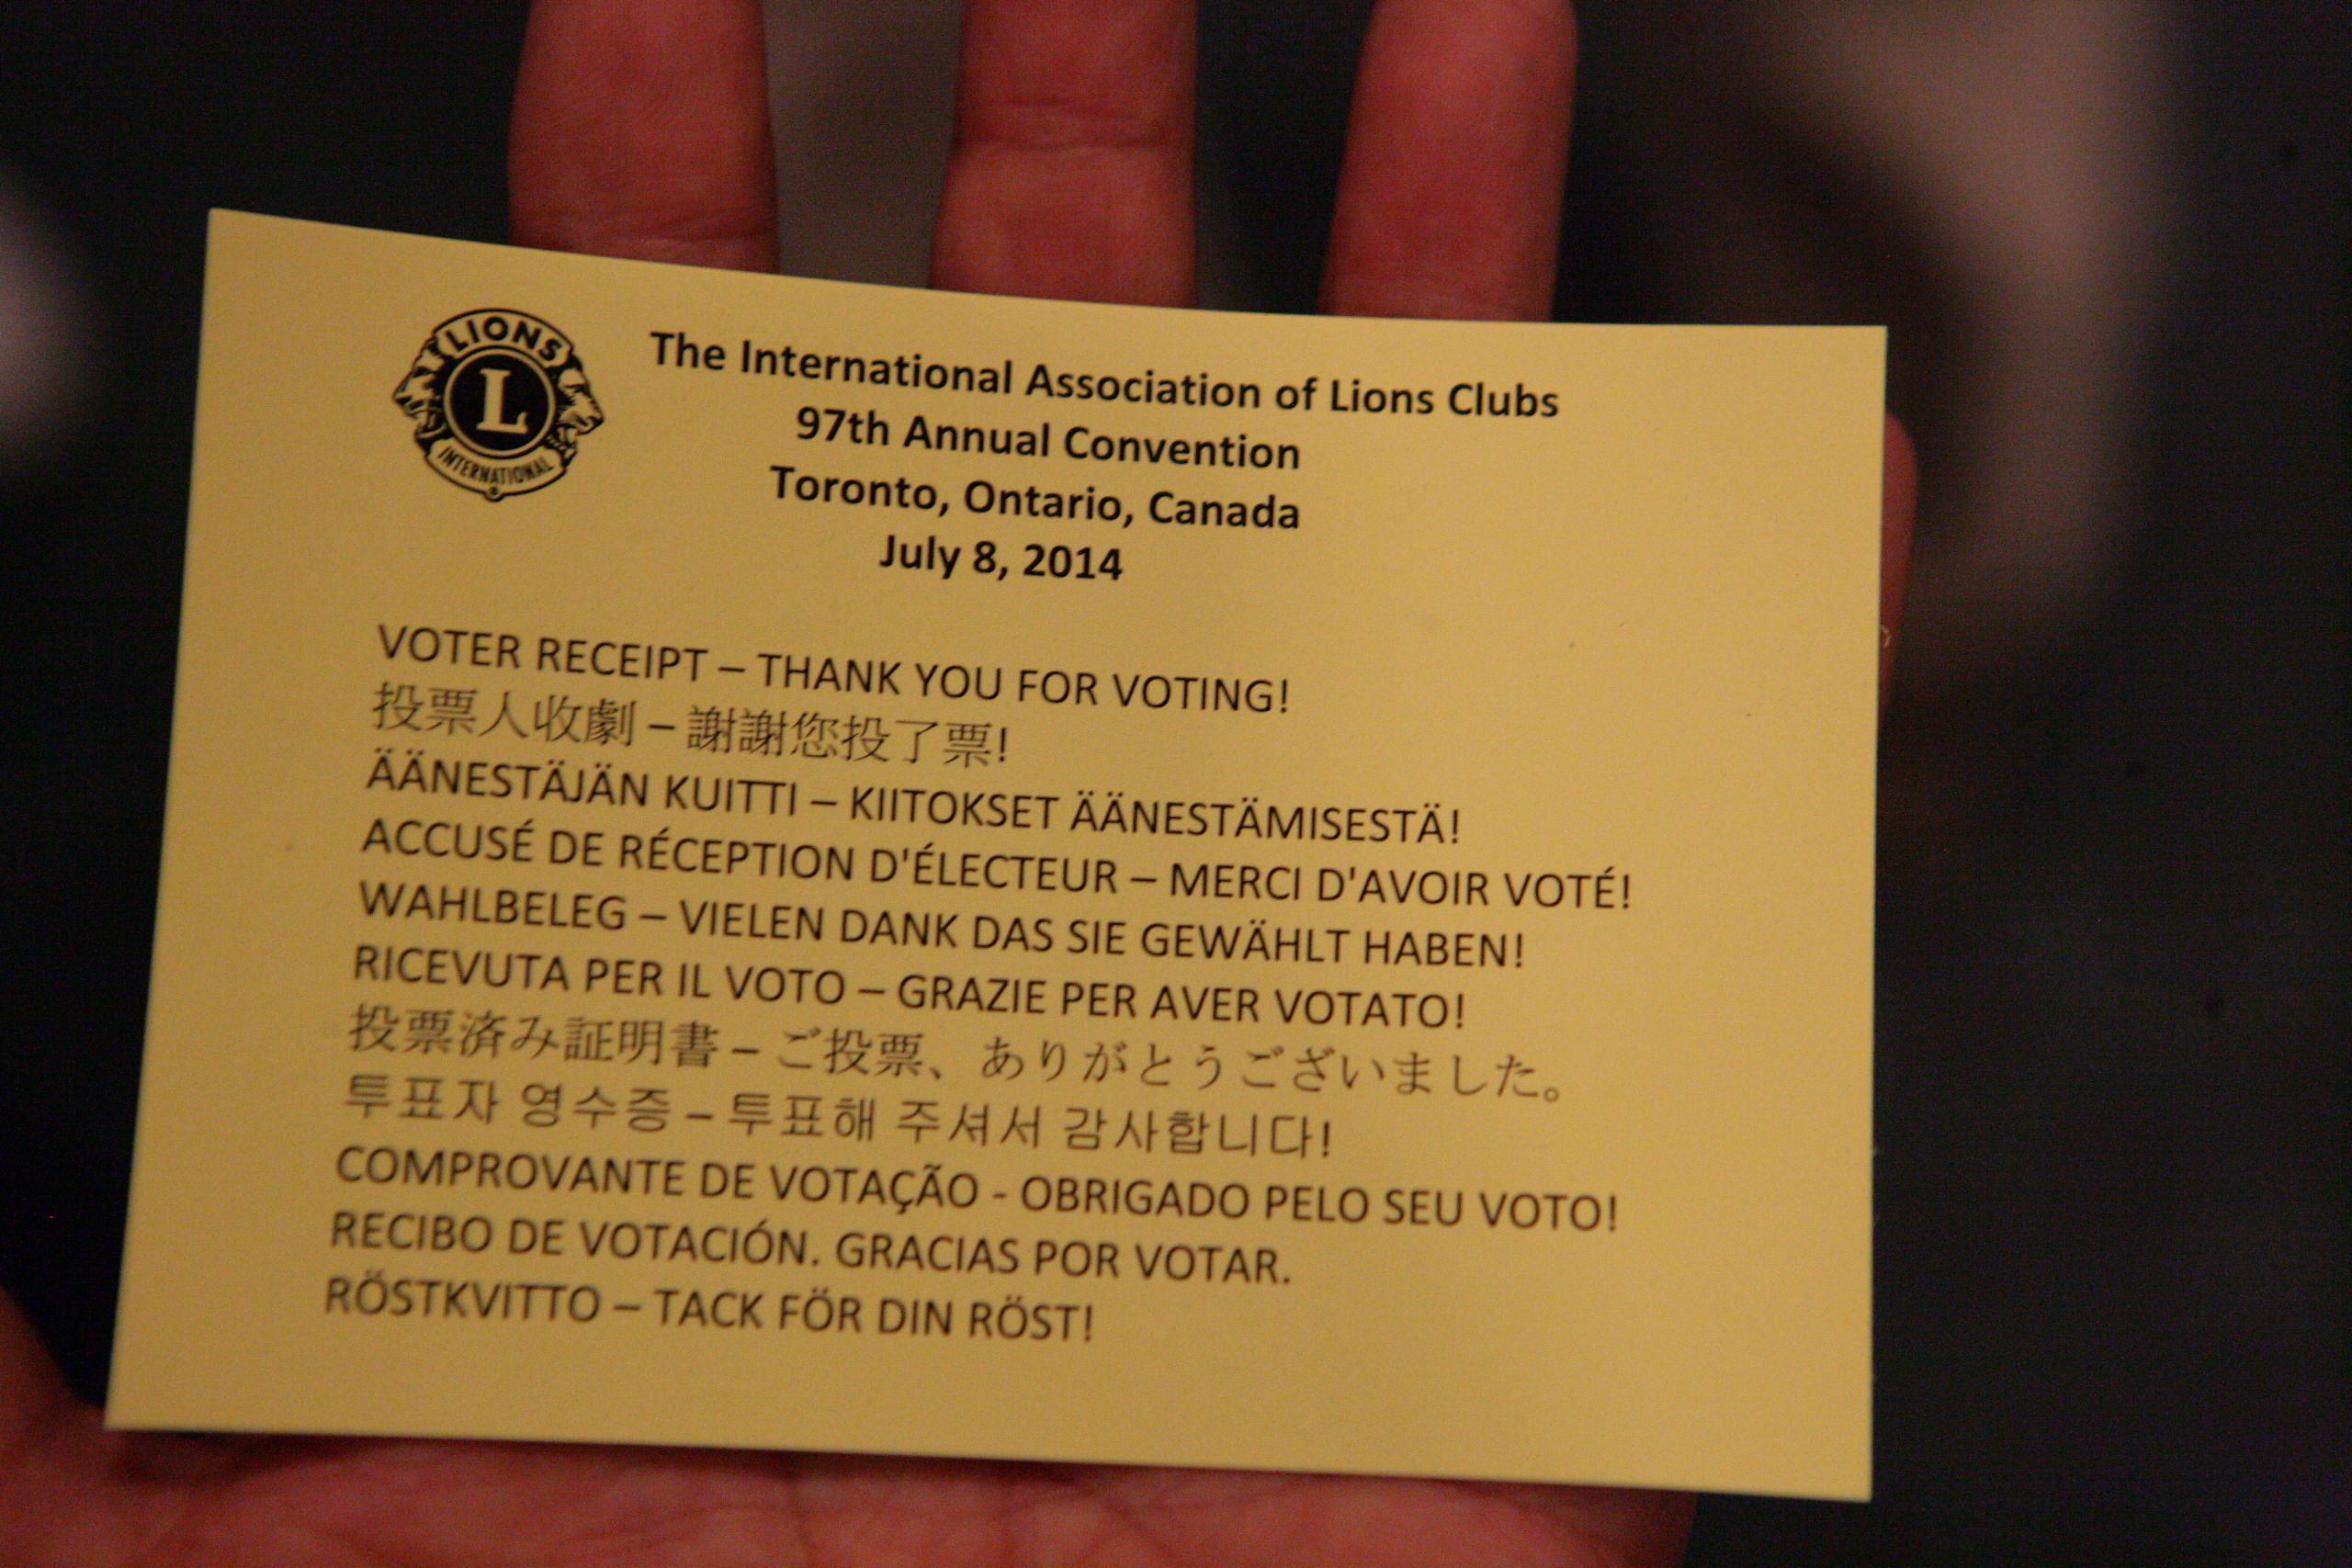 LIONS
L
INTERNATIONAL
®
The International Association of Lions Clubs
97th Annual Convention
Toronto, Ontario, Canada
July 8, 2014
VOTER RECEIPT – THANK YOU FOR VOTING!
投票人收劇 – 謝謝您投了票!
ÄÄNESTÄJÄN KUITTI – KIITOKSET ÄÄNESTÄMISESTÄ!
ACCUSÉ DE RÉCEPTION D'ÉLECTEUR – MERCI D'AVOIR VOTÉ!
WAHLBELEG – VIELEN DANK DAS SIE GEWÄHLT HABEN!
RICEVUTA PER IL VOTO – GRAZIE PER AVER VOTATO!
投票済み証明書 – ご投票、ありがとうございました。
투표자 영수증 – 투표해 주셔서 감사합니다!
COMPROVANTE DE VOTAÇÃO - OBRIGADO PELO SEU VOTO!
RECIBO DE VOTACIÓN. GRACIAS POR VOTAR.
RÖSTKVITTO – TACK FÖR DIN RÖST!